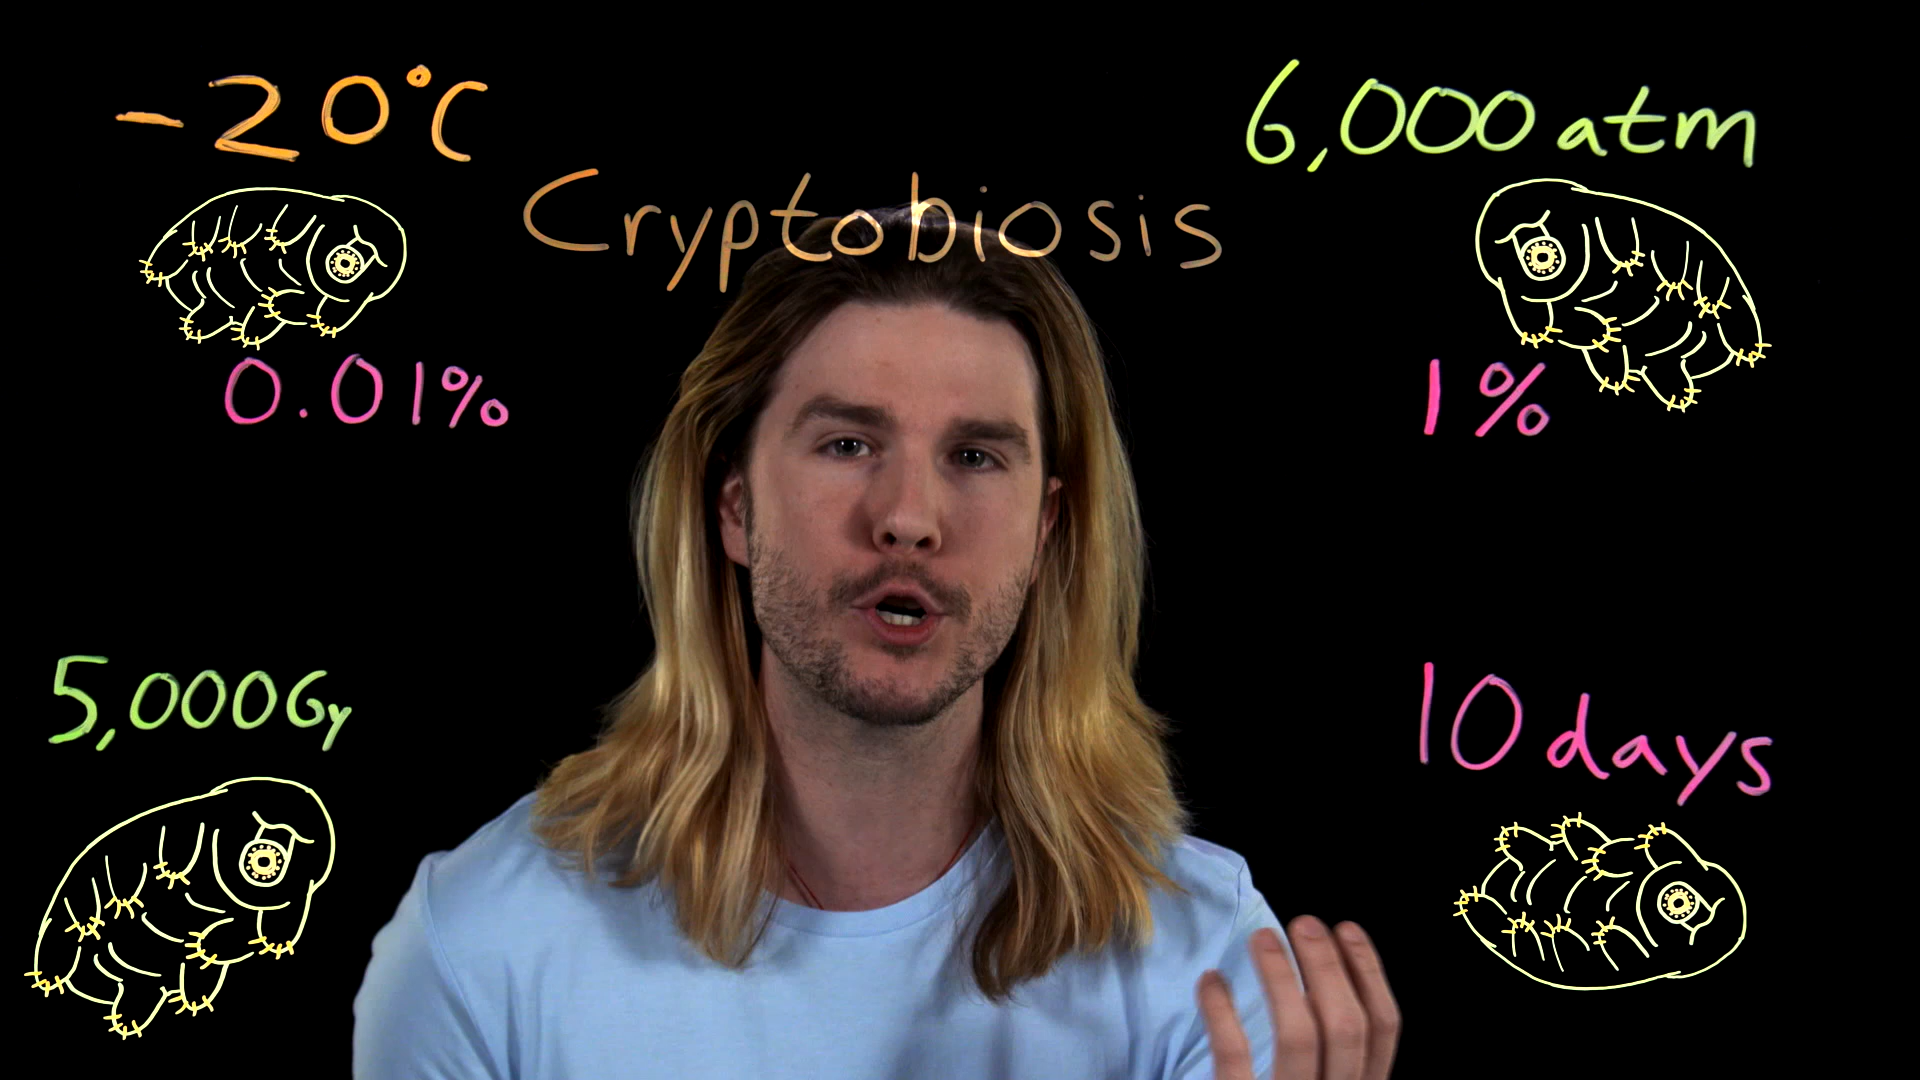 -20°C
6,000 atm
Cryptobiosis
0.01%
1%
5,000Gy
10 days